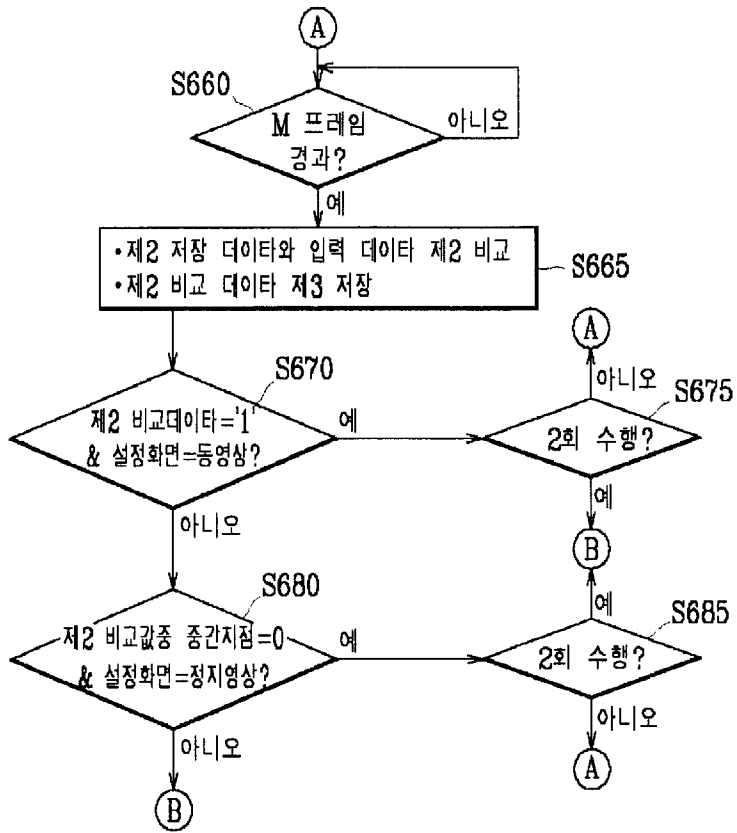 A
S660
M 프레임
경과?
아니오
예
·제2 저장 데이타와 입력 데이타 제2 비교
·제2 비교 데이타 제3 저장
S665
A
아니오
S670
제2 비교데이타='1'
& 설정화면=동영상?
예
S675
2회 수행?
예
B
아니오
S680
제2 비교값중 중간지점=0
& 설정화면=정지영상?
예
예
S685
2회 수행?
아니오
A
아니오
B